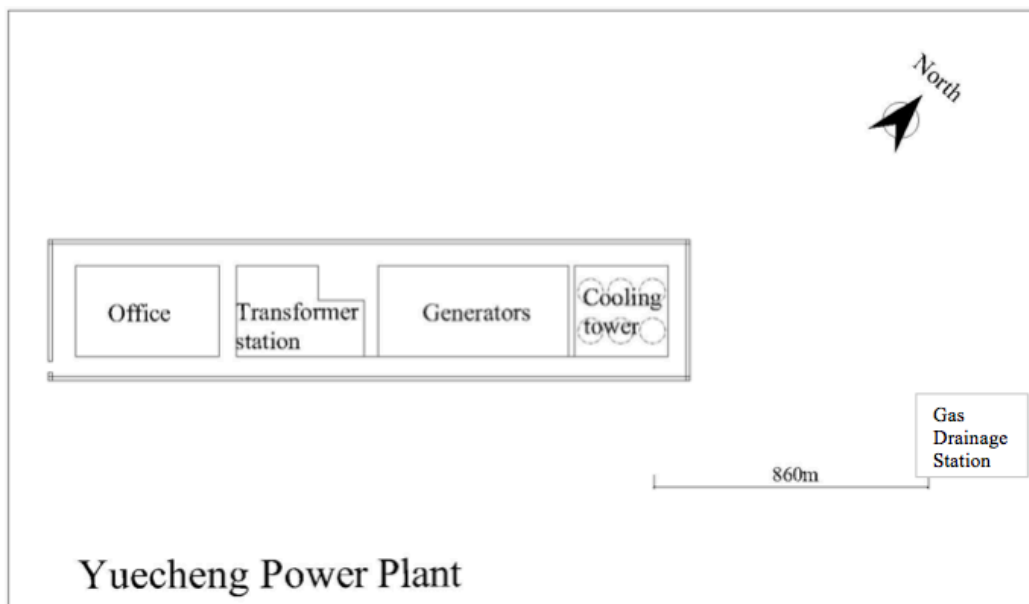 North
Office
Transformer
station
Generators
Cooling
tower
Gas
Drainage
Station
860m
Yuecheng Power Plant